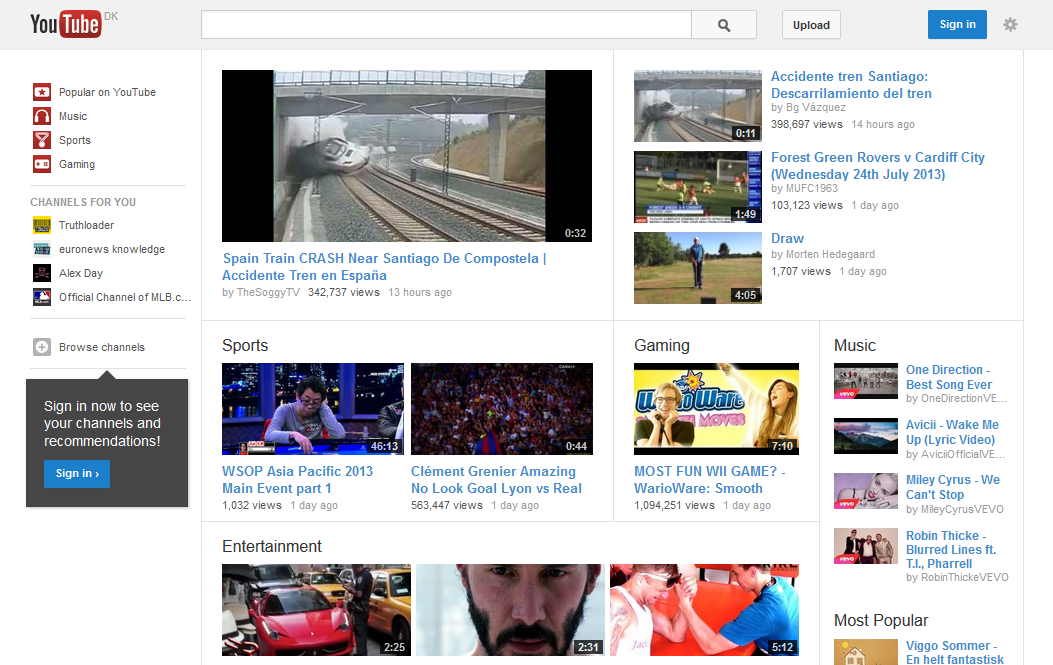 YouTube DK
Upload
Sign in
Popular on YouTube
Music
Sports
Gaming
CHANNELS FOR YOU
Truthloader
euronews knowledge
Alex Day
Official Channel of MLB.c...
Browse channels
Sign in now to see
your channels and
recommendations!
Sign in ›
0:32
Spain Train CRASH Near Santiago De Compostela |
Accidente Tren en España
by TheSoggyTV 342,737 views 13 hours ago
0:11
Accidente tren Santiago:
Descarrilamiento del tren
by Bg Vázquez
398,697 views 14 hours ago
1:49
Forest Green Rovers v Cardiff City
(Wednesday 24th July 2013)
by MUFC1963
103,123 views 1 day ago
4:05
Draw
by Morten Hedegaard
1,707 views 1 day ago
Sports
46:13
WSOP Asia Pacific 2013
Main Event part 1
1,032 views 1 day ago
0:44
Clément Grenier Amazing
No Look Goal Lyon vs Real
563,447 views 1 day ago
Gaming
WarioWare
MOVES
7:10
MOST FUN WII GAME? -
WarioWare: Smooth
1,094,251 views 1 day ago
Music
vevo
One Direction -
Best Song Ever
by OneDirectionVE...
Avicii - Wake Me
Up (Lyric Video)
by AviciiOfficialVE...
vevo
Miley Cyrus - We
Can't Stop
by MileyCyrusVEVO
vevo
Robin Thicke -
Blurred Lines ft.
T.I., Pharrell
by RobinThickeVEVO
Entertainment
2:25
2:31
5:12
Most Popular
Viggo Sommer -
En helt fantastisk